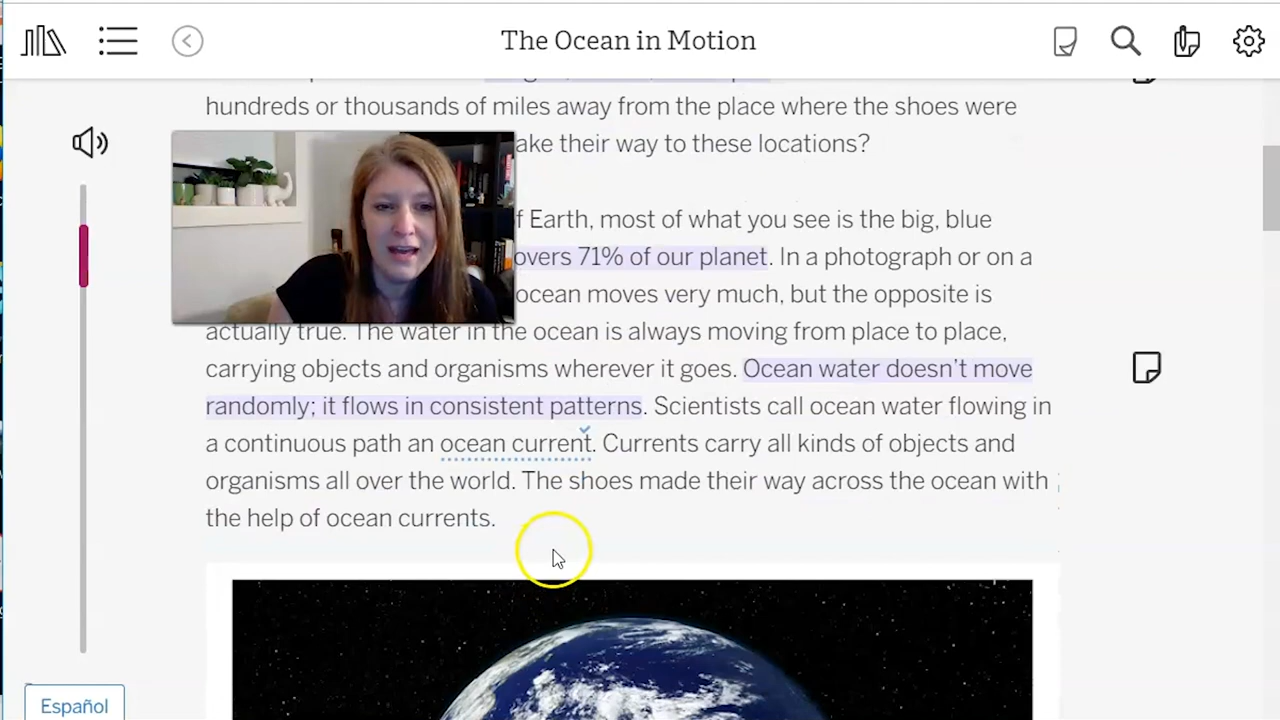 The Ocean in Motion
hundreds or thousands of miles away from the place where the shoes were
ake their way to these locations?
f Earth, most of what you see is the big, blue
overs 71% of our planet. In a photograph or on a
ocean moves very much, but the opposite is
actually true. The water in the ocean is always moving from place to place,
carrying objects and organisms wherever it goes. Ocean water doesn’t move
randomly; it flows in consistent patterns. Scientists call ocean water flowing in
a continuous path an ocean current. Currents carry all kinds of objects and
organisms all over the world. The shoes made their way across the ocean with
the help of ocean currents.
Español